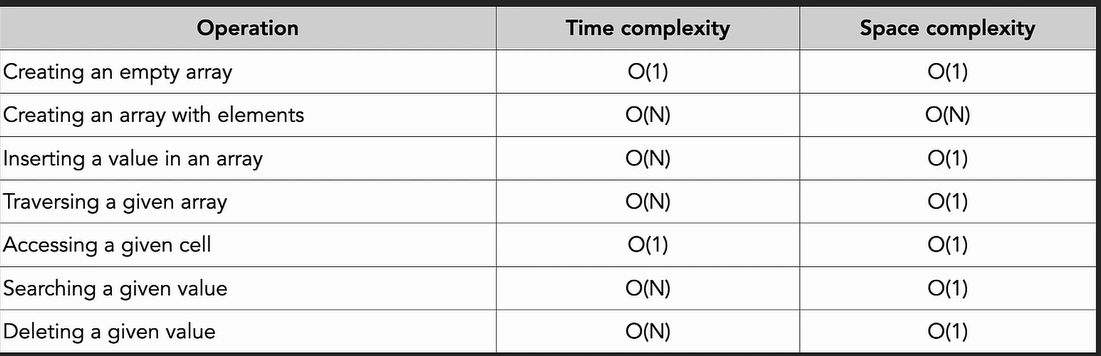 Operation Time complexity Space complexity
Creating an empty array O(1) O(1)
Creating an array with elements O(N) O(N)
Inserting a value in an array O(N) O(1)
Traversing a given array O(N) O(1)
Accessing a given cell O(1) O(1)
Searching a given value O(N) O(1)
Deleting a given value O(N) O(1)